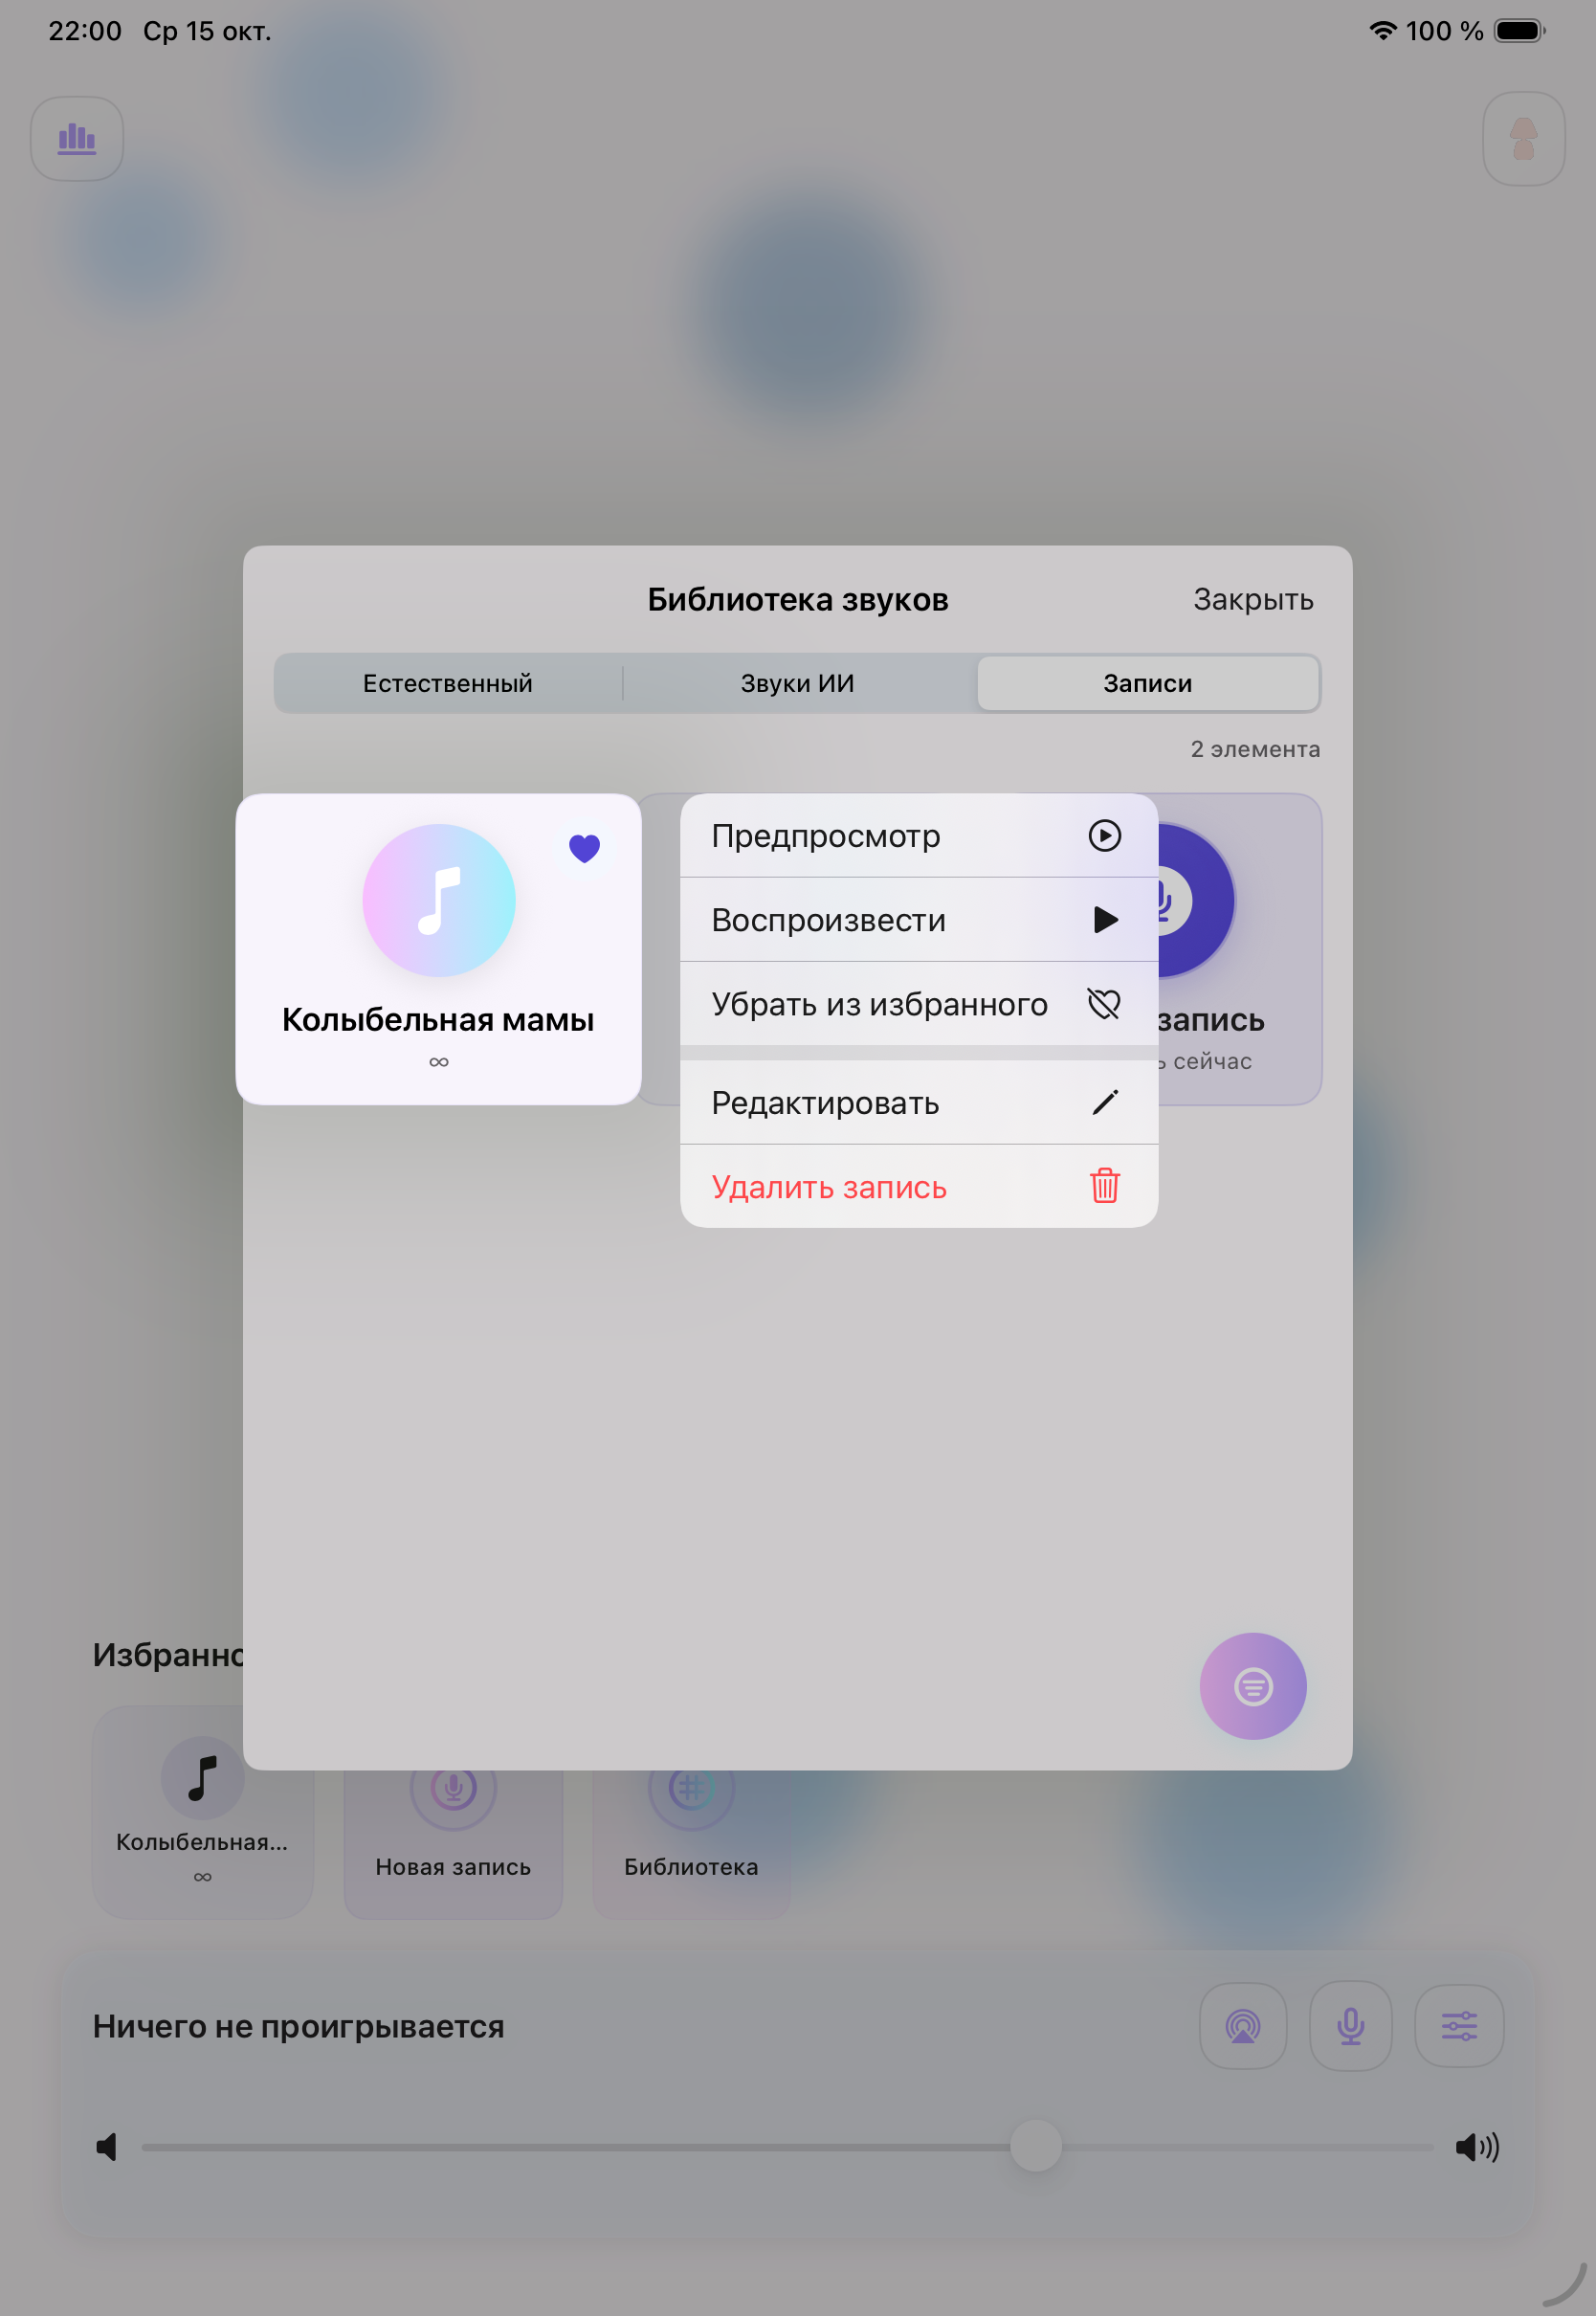 22:00 Ср 15 окт.
100 %
Библиотека звуков
Закрыть
Естественный
Звуки ИИ
Записи
2 элемента
Колыбельная мамы
∞
Предпросмотр
Воспроизвести
Убрать из избранного
Редактировать
Удалить запись
запись
сейчас
Избранно
Колыбельная...
∞
Новая запись
Библиотека
Ничего не проигрывается